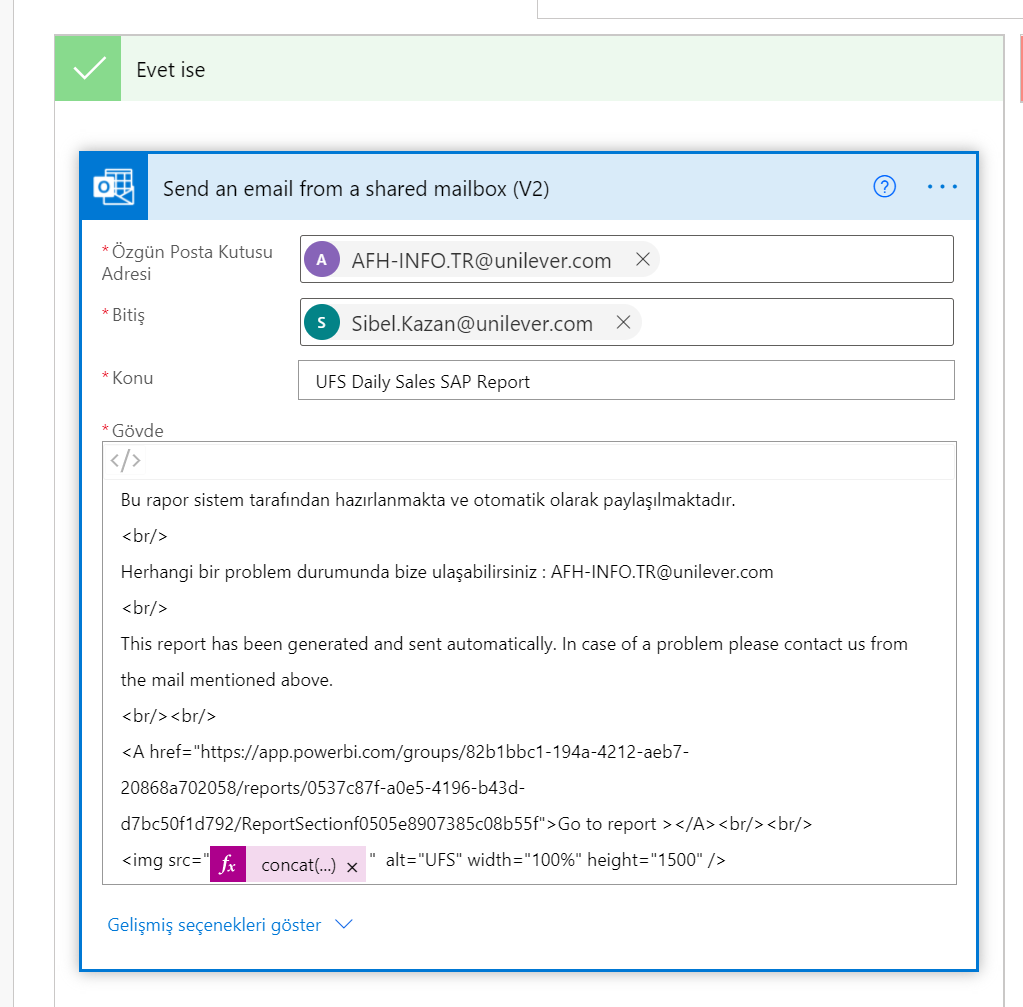 Evet ise
Send an email from a shared mailbox (V2)
?
* Özgün Posta Kutusu
Adresi
A AFH-INFO.TR@unilever.com
* Bitiş
S Sibel.Kazan@unilever.com
* Konu
UFS Daily Sales SAP Report
* Gövde
</>
Bu rapor sistem tarafından hazırlanmakta ve otomatik olarak paylaşılmaktadır.
<br/>
Herhangi bir problem durumunda bize ulaşabilirsiniz : AFH-INFO.TR@unilever.com
<br/>
This report has been generated and sent automatically. In case of a problem please contact us from
the mail mentioned above.
<br/><br/>
<A href="https://app.powerbi.com/groups/82b1bbc1-194a-4212-aeb7-
20868a702058/reports/0537c87f-a0e5-4196-b43d-
d7bc50f1d792/ReportSectionf0505e8907385c08b55f">Go to report ></A><br/><br/>
<img src=" fx concat(...) × " alt="UFS" width="100%" height="1500" />
Gelişmiş seçenekleri göster